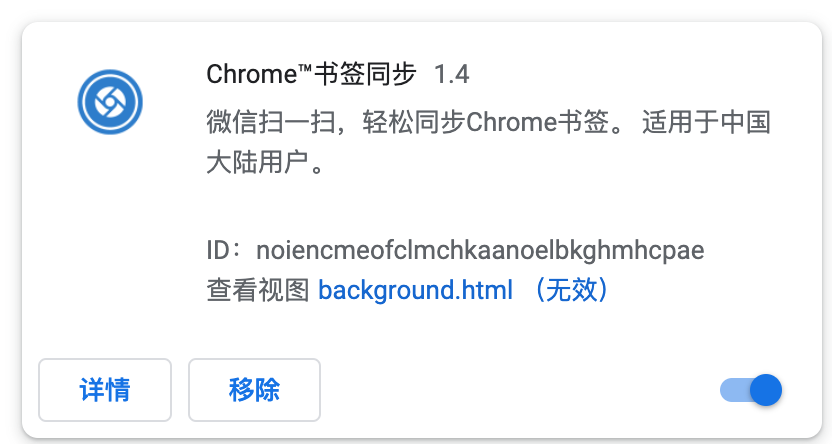 Chrome™书签同步 1.4
微信扫一扫，轻松同步Chrome书签。 适用于中国
大陆用户。
ID：noiencmeofclmchkaanoelbkghmhcpae
查看视图 background.html （无效）
详情 移除